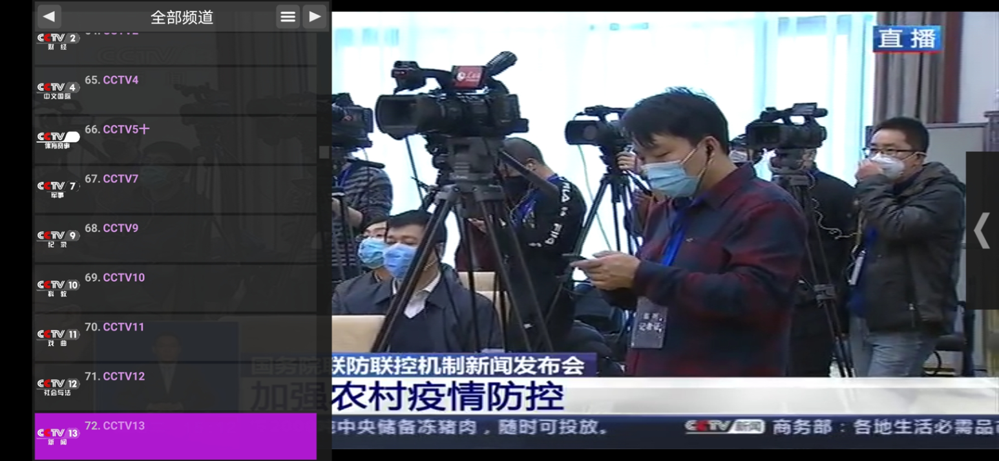 全部频道
CCTV 2
财 经
65. CCTV4
CCTV 4
中文国际
66. CCTV5十
CCTV
体育赛事
67. CCTV7
CCTV 7
军事
68. CCTV9
CCTV 9
纪 录
69. CCTV10
CCTV 10
科 教
70. CCTV11
CCTV 11
戏 曲
71. CCTV12
CCTV 12
社会与法
72. CCTV13
CCTV 13
新 闻
直播
记者证
国务院联防联控机制新闻发布会
加强农村疫情防控
中央储备冻猪肉，随时可投放。 CCTV 新闻 商务部：各地生活必需品